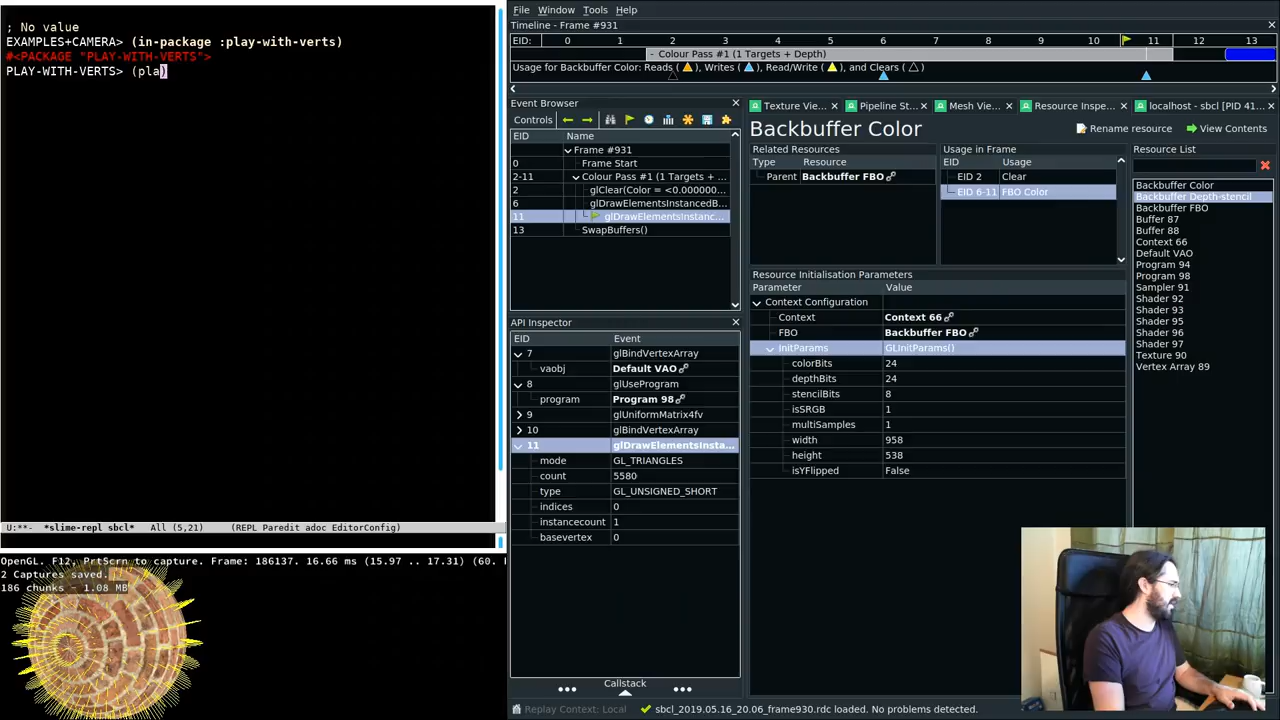 ; No value
EXAMPLES+CAMERA> (in-package :play-with-verts)
#<PACKAGE "PLAY-WITH-VERTS">
PLAY-WITH-VERTS> (pla)
U:**- *slime-repl sbcl* All (5,21) (REPL Paredit adoc EditorConfig)
OpenGL. F12, PrtScrn to capture. Frame: 186137. 16.66 ms (15.97 .. 17.31) (60.
2 Captures saved.
186 chunks - 1.08 MB
File Window Tools Help
Timeline - Frame #931
EID: 0 1 2 3 4 5 6 7 8 9 10 11 12 13
Colour Pass #1 (1 Targets + Depth)
Usage for Backbuffer Color: Reads ( ), Writes ( ), Read/Write ( ), and Clears ( )
Event Browser
Controls
EID Name
Frame #931
0 Frame Start
2-11 Colour Pass #1 (1 Targets + ...
2 glClear(Color = <0.000000...
6 glDrawElementsInstancedB...
11 glDrawElementsInstanc...
13 SwapBuffers()
API Inspector
EID Event
7 glBindVertexArray
vaobj Default VAO
8 glUseProgram
program Program 98
9 glUniformMatrix4fv
10 glBindVertexArray
11 glDrawElementsInsta...
mode GL_TRIANGLES
count 5580
type GL_UNSIGNED_SHORT
indices 0
instancecount 1
basevertex 0
Callstack
Texture Vie... Pipeline St... Mesh Vie... Resource Inspe... localhost - sbcl [PID 41...
Backbuffer Color
Rename resource View Contents
Related Resources
Type Resource
Parent Backbuffer FBO
Usage in Frame
EID Usage
EID 2 Clear
EID 6-11 FBO Color
Resource Initialisation Parameters
Parameter Value
Context Configuration
Context Context 66
FBO Backbuffer FBO
InitParams GLInitParams()
colorBits 24
depthBits 24
stencilBits 8
isSRGB 1
multiSamples 1
width 958
height 538
isYFlipped False
Resource List
Backbuffer Color
Backbuffer Depth-stencil
Backbuffer FBO
Buffer 87
Buffer 88
Context 66
Default VAO
Program 94
Program 98
Sampler 91
Shader 92
Shader 93
Shader 95
Shader 96
Shader 97
Texture 90
Vertex Array 89
Replay Context: Local sbcl_2019.05.16_20.06_frame930.rdc loaded. No problems detected.